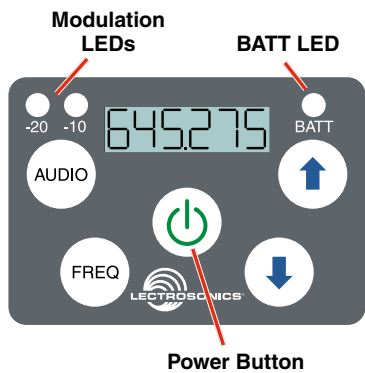 Modulation
LEDs
BATT LED
-20
-10
645.275
BATT
AUDIO
FREQ
LECTROSONICS
Power Button